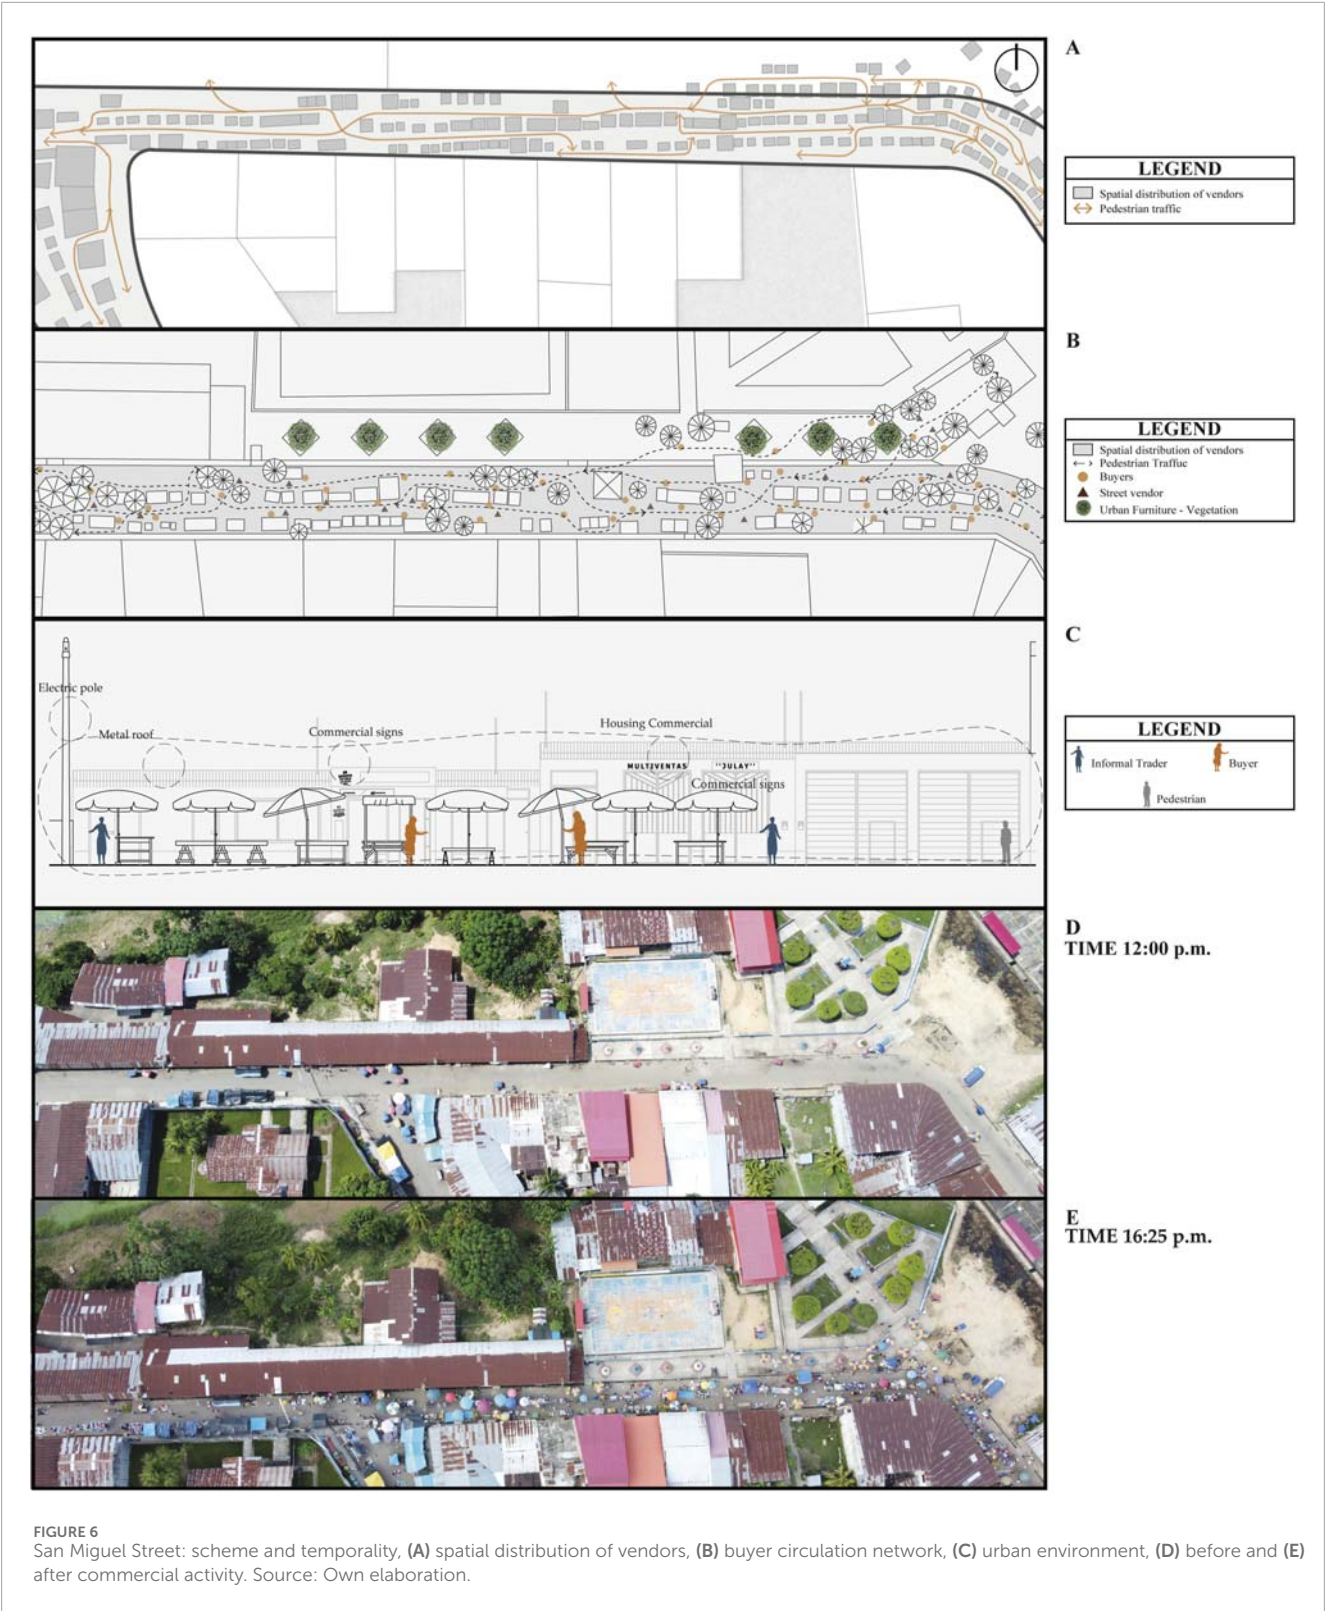 A
LEGEND
Spatial distribution of vendors
Pedestrian traffic
B
LEGEND
Spatial distribution of vendors
Pedestrian Traffuc
Buyers
Street vendor
Urban Furniture - Vegetation
C
Electric pole
Metal roof
Commercial signs
Housing Commercial
MULTIVENTAS
"JULAY"
Commercial signs
LEGEND
Informal Trader
Buyer
Pedestrian
D
TIME 12:00 p.m.
E
TIME 16:25 p.m.
FIGURE 6
San Miguel Street: scheme and temporality, (A) spatial distribution of vendors, (B) buyer circulation network, (C) urban environment, (D) before and (E)
after commercial activity. Source: Own elaboration.